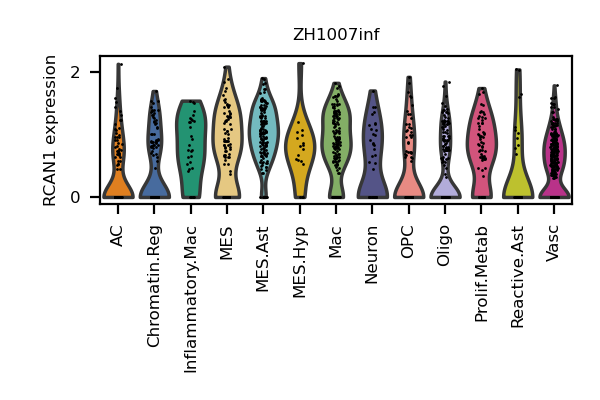 ZH1007inf
RCAN1 expression
2
0
AC
Chromatin.Reg
Inflammatory.Mac
MES
MES.Ast
MES.Hyp
Mac
Neuron
OPC
Oligo
Prolif.Metab
Reactive.Ast
Vasc